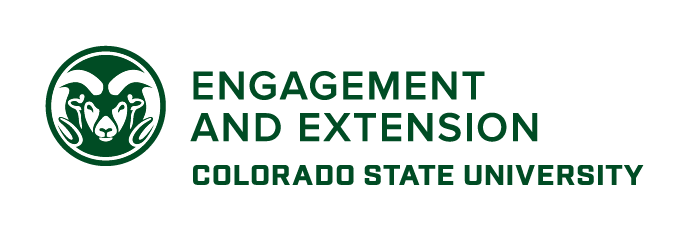 ENGAGEMENT
AND EXTENSION
COLORADO STATE UNIVERSITY